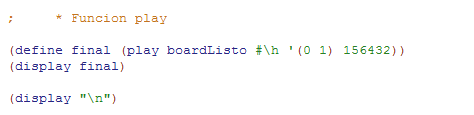 ;     * Funcion play
(define final (play boardListo #\h '(0 1) 156432))
(display final)
(display "\n")